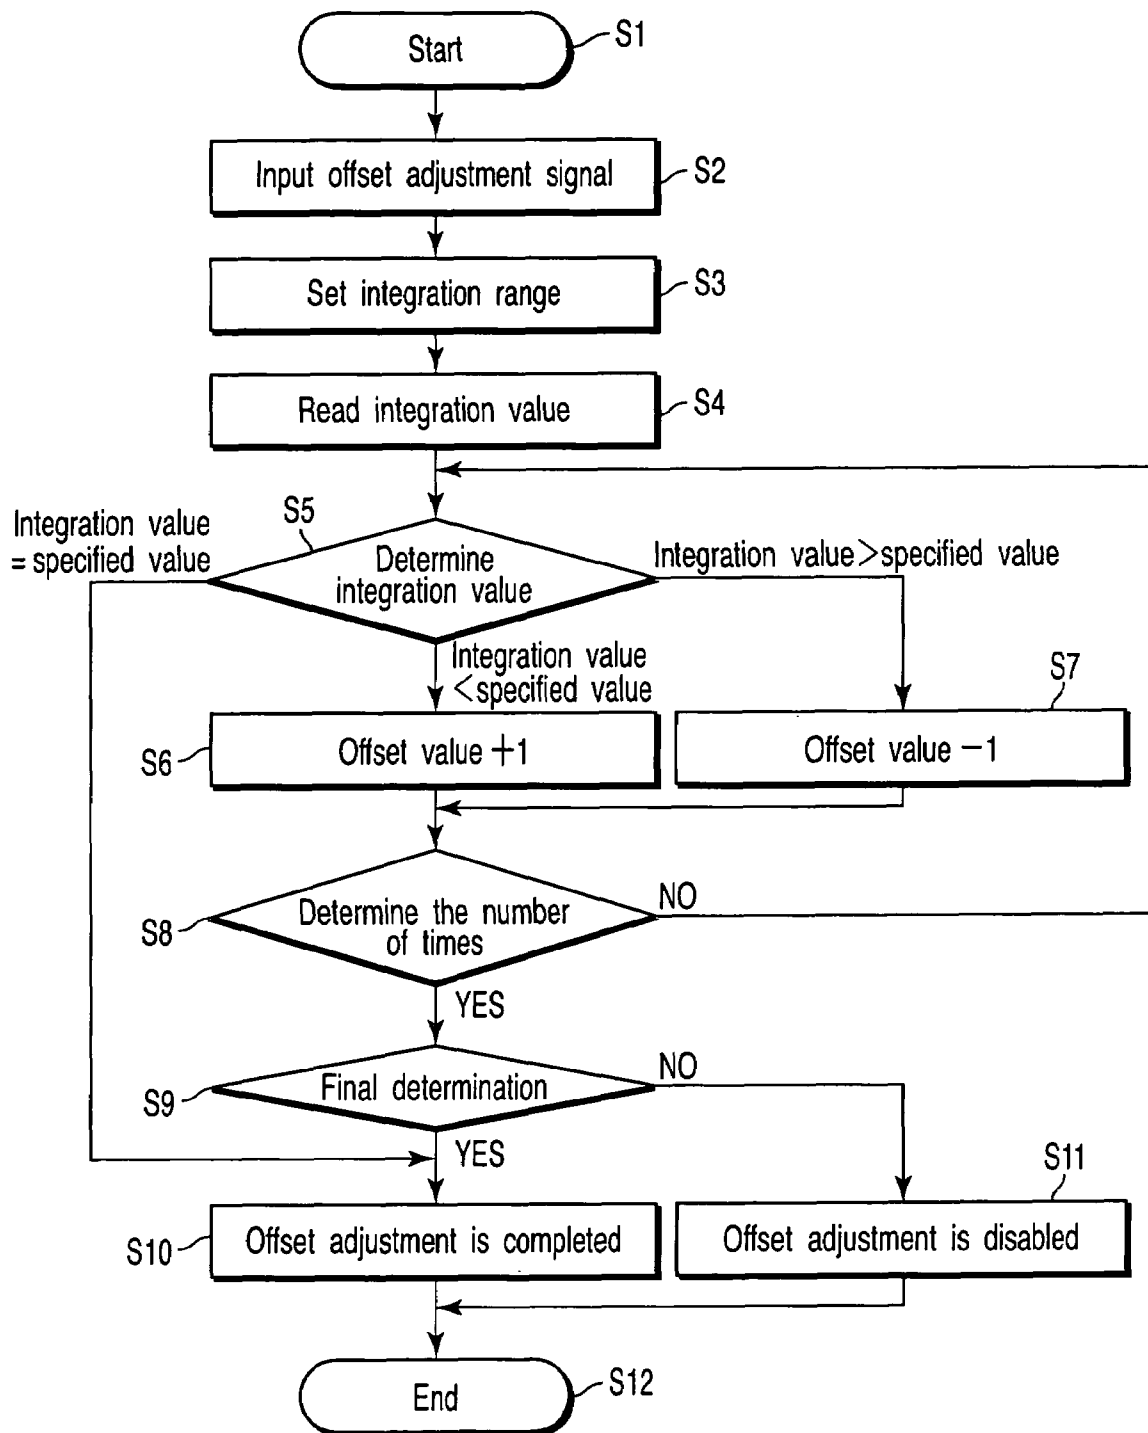 Start
S1
Input offset adjustment signal
S2
Set integration range
S3
Read integration value
S4
Integration value
= specified value
S5
Determine
integration value
Integration value > specified value
Integration value
< specified value
S6
Offset value +1
S7
Offset value −1
S8
Determine the number
of times
NO
YES
S9
Final determination
NO
YES
S10
Offset adjustment is completed
S11
Offset adjustment is disabled
End
S12